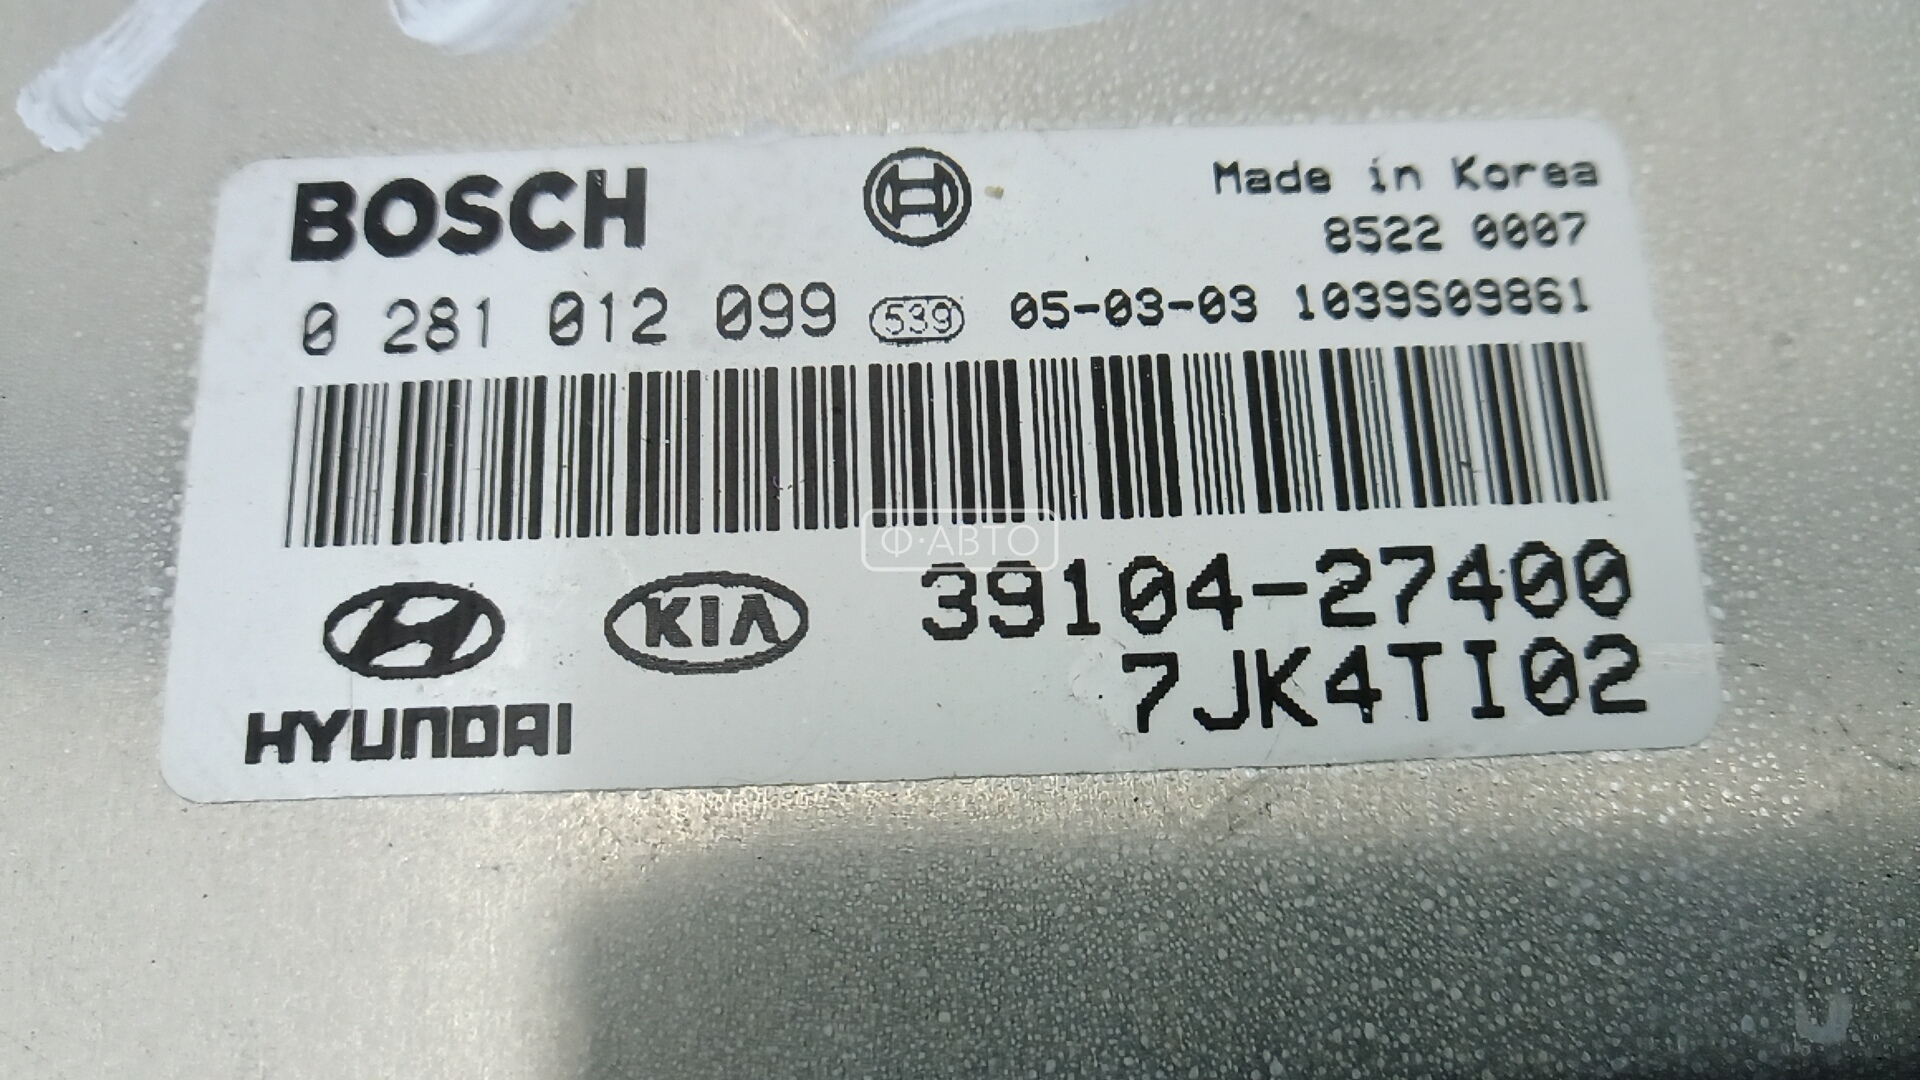 BOSCH
Made in Korea
8522 0007
0 281 012 099 539 05-03-03 1039S09861
Ф·АВТО
39104-27400
KIA
7JK4TI02
HYUNDAI